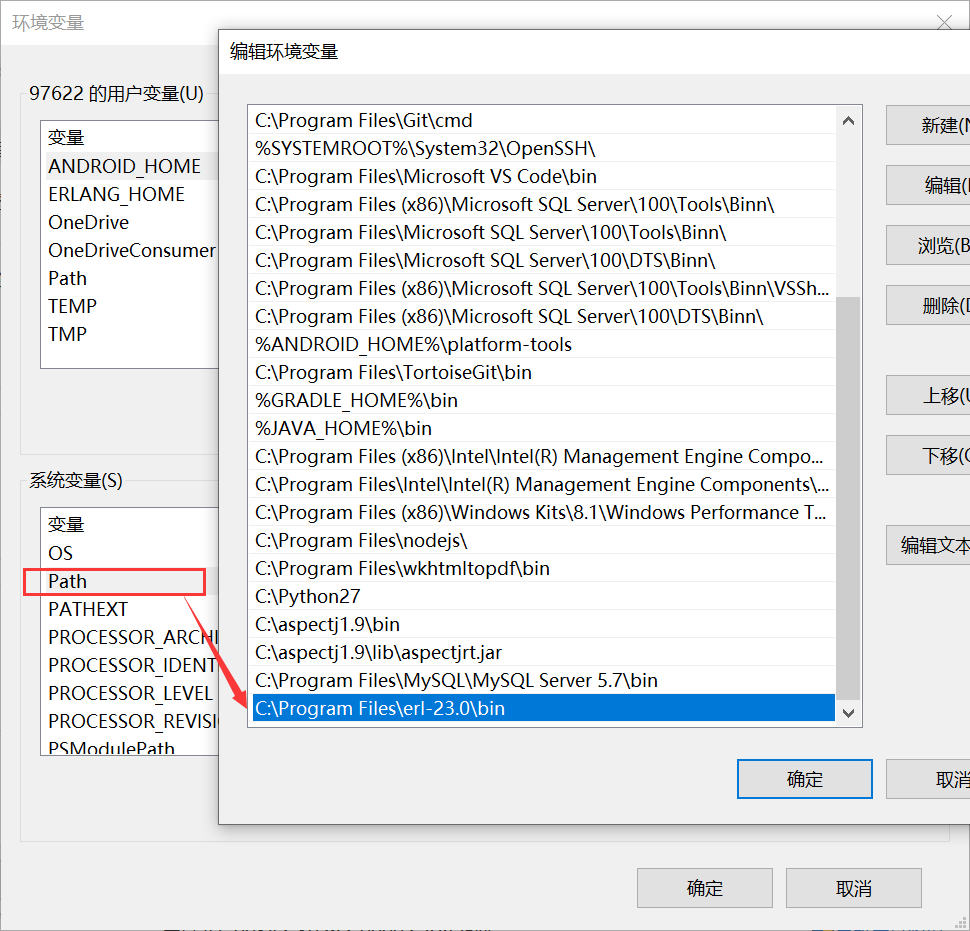 环境变量
编辑环境变量
97622 的用户变量(U)
变量
ANDROID_HOME
ERLANG_HOME
OneDrive
OneDriveConsumer
Path
TEMP
TMP
系统变量(S)
变量
OS
Path
PATHEXT
PROCESSOR_ARCHI
PROCESSOR_IDENT
PROCESSOR_LEVEL
PROCESSOR_REVISI
PSModulePath
C:\Program Files\Git\cmd
%SYSTEMROOT%\System32\OpenSSH\
C:\Program Files\Microsoft VS Code\bin
C:\Program Files (x86)\Microsoft SQL Server\100\Tools\Binn\
C:\Program Files\Microsoft SQL Server\100\Tools\Binn\
C:\Program Files\Microsoft SQL Server\100\DTS\Binn\
C:\Program Files (x86)\Microsoft SQL Server\100\Tools\Binn\VSSh...
C:\Program Files (x86)\Microsoft SQL Server\100\DTS\Binn\
%ANDROID_HOME%\platform-tools
C:\Program Files\TortoiseGit\bin
%GRADLE_HOME%\bin
%JAVA_HOME%\bin
C:\Program Files (x86)\Intel\Intel(R) Management Engine Compo...
C:\Program Files\Intel\Intel(R) Management Engine Components\...
C:\Program Files (x86)\Windows Kits\8.1\Windows Performance T...
C:\Program Files\nodejs\
C:\Program Files\wkhtmltopdf\bin
C:\Python27
C:\aspectj1.9\bin
C:\aspectj1.9\lib\aspectjrt.jar
C:\Program Files\MySQL\MySQL Server 5.7\bin
C:\Program Files\erl-23.0\bin
新建(N
编辑(
浏览(B
删除(D
上移(U
下移(O
编辑文本
确定
取消
确定
取消